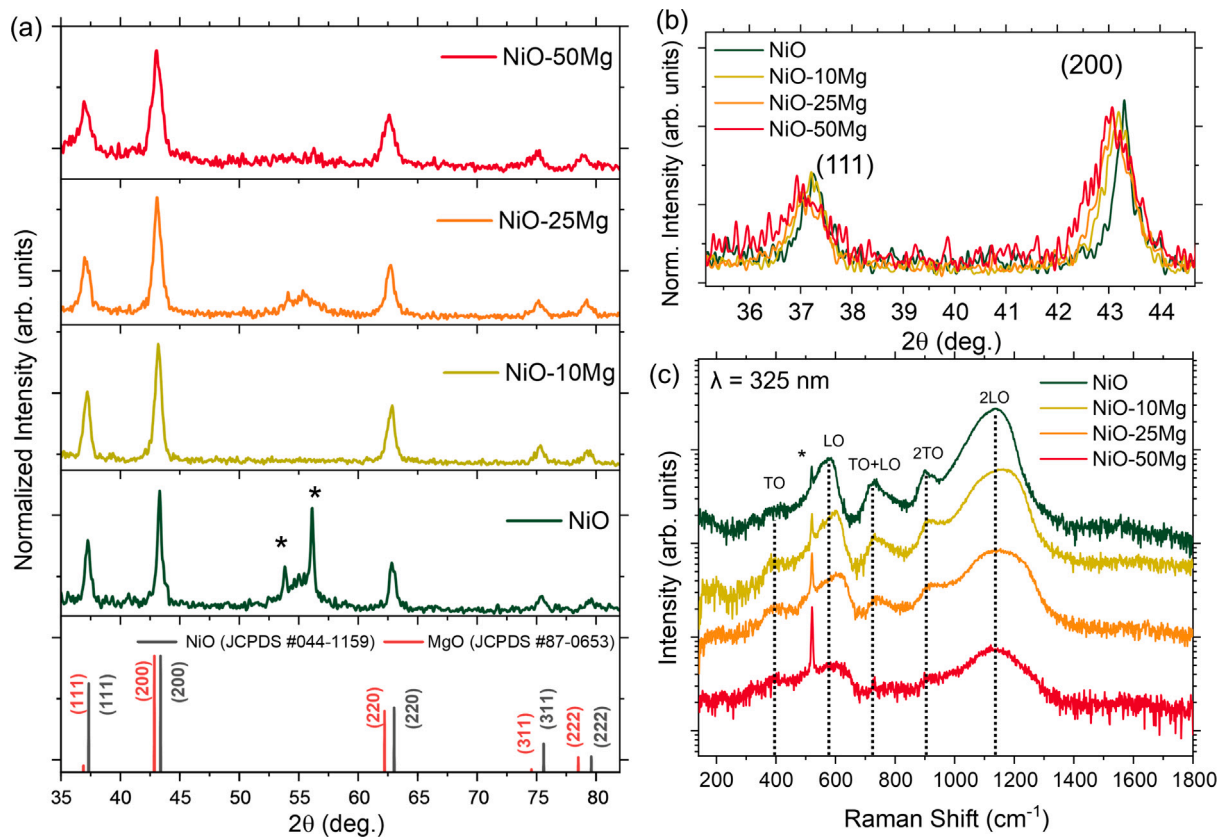 (a)
Normalized Intensity (arb. units)
NiO-50Mg
NiO-25Mg
NiO-10Mg
NiO
*
*
NiO (JCPDS #044-1159)
MgO (JCPDS #87-0653)
(111)
(111)
(200)
(200)
(220)
(220)
(311)
(311)
(222)
(222)
35 40 45 50 55 60 65 70 75 80
2θ (deg.)
(b)
Norm. Intensity (arb. units)
NiO
NiO-10Mg
NiO-25Mg
NiO-50Mg
(111)
(200)
36 37 38 39 40 41 42 43 44
2θ (deg.)
(c)
λ = 325 nm
Intensity (arb. units)
NiO
NiO-10Mg
NiO-25Mg
NiO-50Mg
TO
*
LO
TO+LO
2TO
2LO
200 400 600 800 1000 1200 1400 1600 1800
Raman Shift (cm⁻¹)